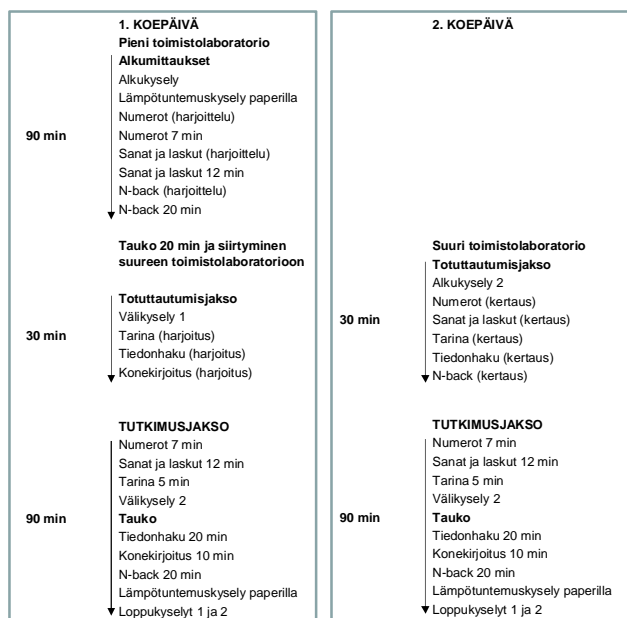 1. KOEPÄIVÄ
Pieni toimistolaboratorio
Alkumittaukset
Alkukysely
Lämpötuntemuskysely paperilla
Numerot (harjoittelu)
90 min
Numerot 7 min
Sanat ja laskut (harjoittelu)
Sanat ja laskut 12 min
N-back (harjoittelu)
N-back 20 min
Tauko 20 min ja siirtyminen
suureen toimistolaboratorioon
Totuttautumisjakso
Välikysely 1
30 min
Tarina (harjoitus)
Tiedonhaku (harjoitus)
Konekirjoitus (harjoitus)
TUTKIMUSJAKSO
Numerot 7 min
Sanat ja laskut 12 min
Tarina 5 min
Välikysely 2
90 min
Tauko
Tiedonhaku 20 min
Konekirjoitus 10 min
N-back 20 min
Lämpötuntemuskysely paperilla
Loppukyselyt 1 ja 2
2. KOEPÄIVÄ
Suuri toimistolaboratorio
Totuttautumisjakso
Alkukysely 2
Numerot (kertaus)
30 min
Sanat ja laskut (kertaus)
Tarina (kertaus)
Tiedonhaku (kertaus)
N-back (kertaus)
TUTKIMUSJAKSO
Numerot 7 min
Sanat ja laskut 12 min
Tarina 5 min
Välikysely 2
90 min
Tauko
Tiedonhaku 20 min
Konekirjoitus 10 min
N-back 20 min
Lämpötuntemuskysely paperilla
Loppukyselyt 1 ja 2